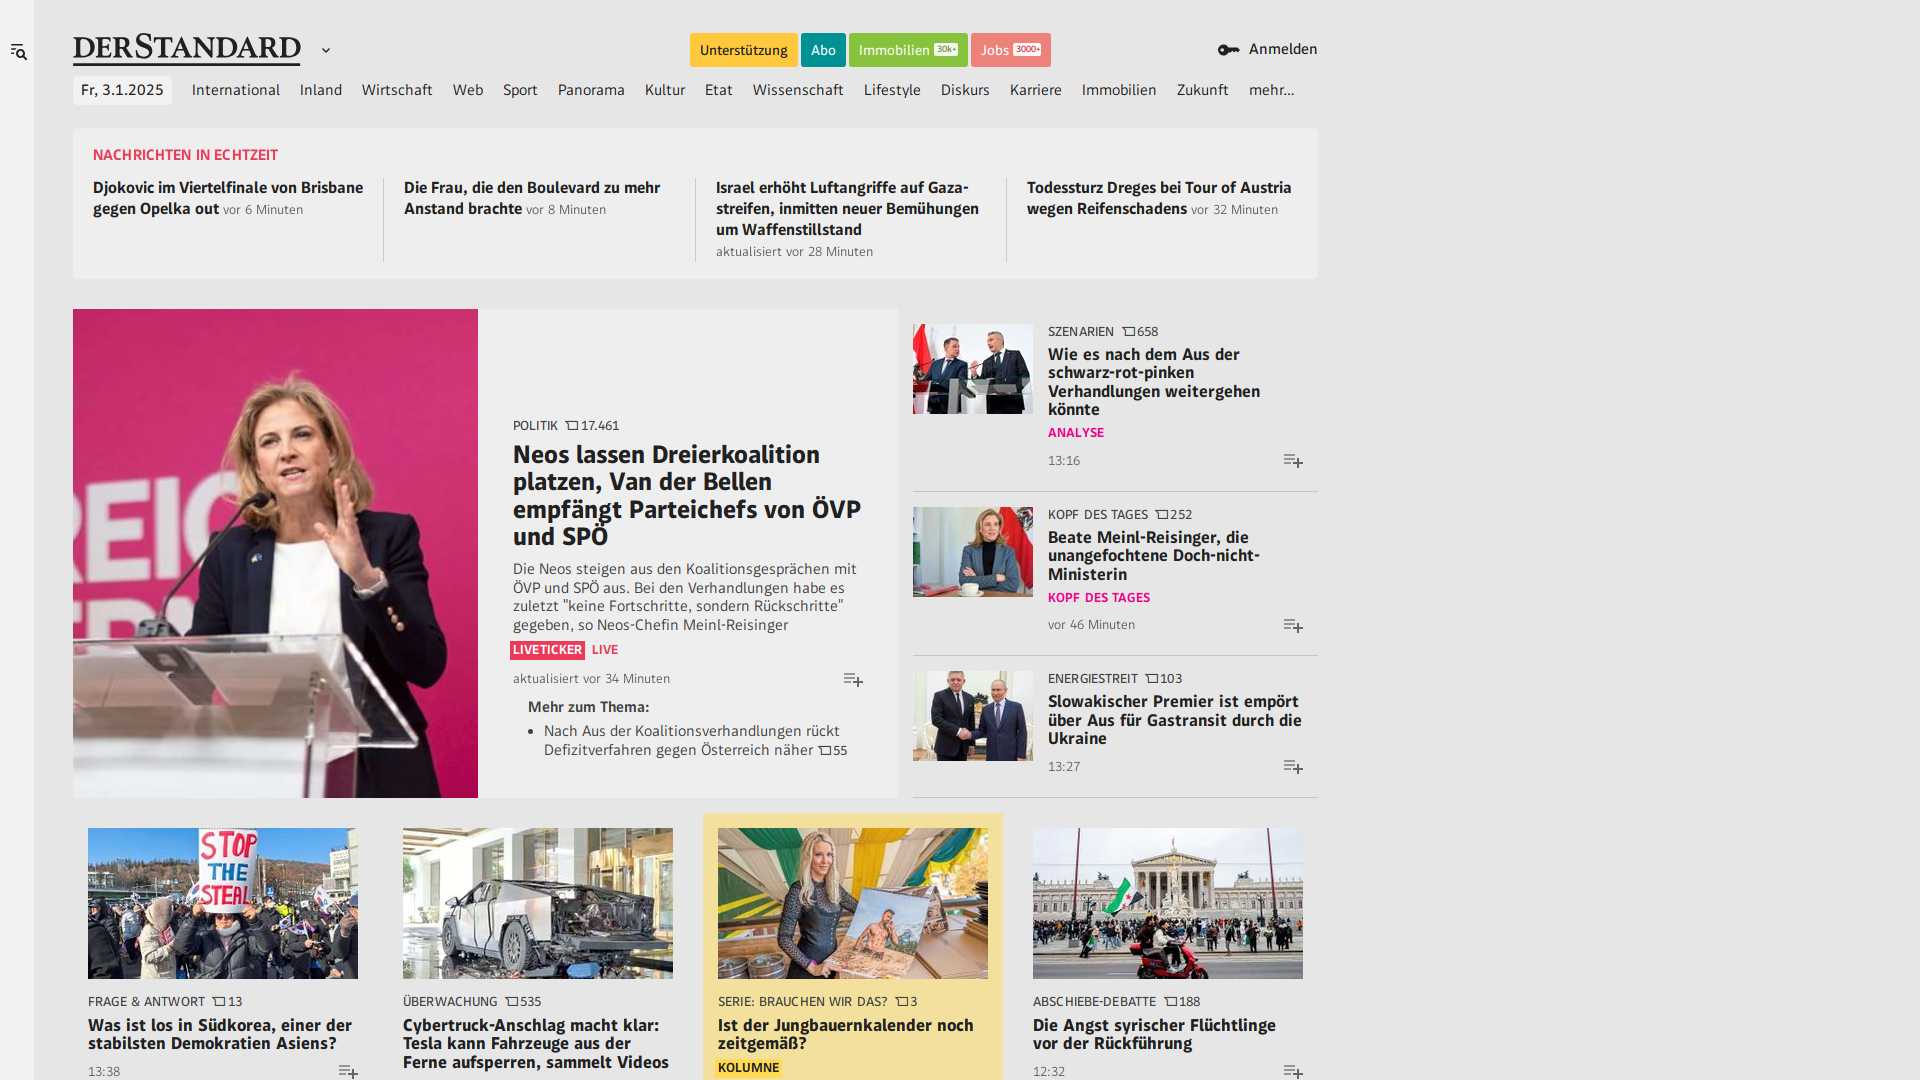 DERSTANDARD
Unterstützung
Abo
Immobilien 30k+
Jobs 3000+
Anmelden
Fr, 3.1.2025
International
Inland
Wirtschaft
Web
Sport
Panorama
Kultur
Etat
Wissenschaft
Lifestyle
Diskurs
Karriere
Immobilien
Zukunft
mehr...
NACHRICHTEN IN ECHTZEIT
Djokovic im Viertelfinale von Brisbane
gegen Opelka out vor 6 Minuten
Die Frau, die den Boulevard zu mehr
Anstand brachte vor 8 Minuten
Israel erhöht Luftangriffe auf Gaza-
streifen, inmitten neuer Bemühungen
um Waffenstillstand
aktualisiert vor 28 Minuten
Todessturz Dreges bei Tour of Austria
wegen Reifenschadens vor 32 Minuten
POLITIK 17.461
Neos lassen Dreierkoalition
platzen, Van der Bellen
empfängt Parteichefs von ÖVP
und SPÖ
Die Neos steigen aus den Koalitionsgesprächen mit
ÖVP und SPÖ aus. Bei den Verhandlungen habe es
zuletzt "keine Fortschritte, sondern Rückschritte"
gegeben, so Neos-Chefin Meinl-Reisinger
LIVETICKER LIVE
aktualisiert vor 34 Minuten
Mehr zum Thema:
• Nach Aus der Koalitionsverhandlungen rückt
Defizitverfahren gegen Österreich näher 55
SZENARIEN 658
Wie es nach dem Aus der
schwarz-rot-pinken
Verhandlungen weitergehen
könnte
ANALYSE
13:16
KOPF DES TAGES 252
Beate Meinl-Reisinger, die
unangefochtene Doch-nicht-
Ministerin
KOPF DES TAGES
vor 46 Minuten
ENERGIESTREIT 103
Slowakischer Premier ist empört
über Aus für Gastransit durch die
Ukraine
13:27
STOP
THE
STEAL
FRAGE & ANTWORT 13
Was ist los in Südkorea, einer der
stabilsten Demokratien Asiens?
13:38
ÜBERWACHUNG 535
Cybertruck-Anschlag macht klar:
Tesla kann Fahrzeuge aus der
Ferne aufsperren, sammelt Videos
SERIE: BRAUCHEN WIR DAS? 3
Ist der Jungbauernkalender noch
zeitgemäß?
KOLUMNE
ABSCHIEBE-DEBATTE 188
Die Angst syrischer Flüchtlinge
vor der Rückführung
12:32